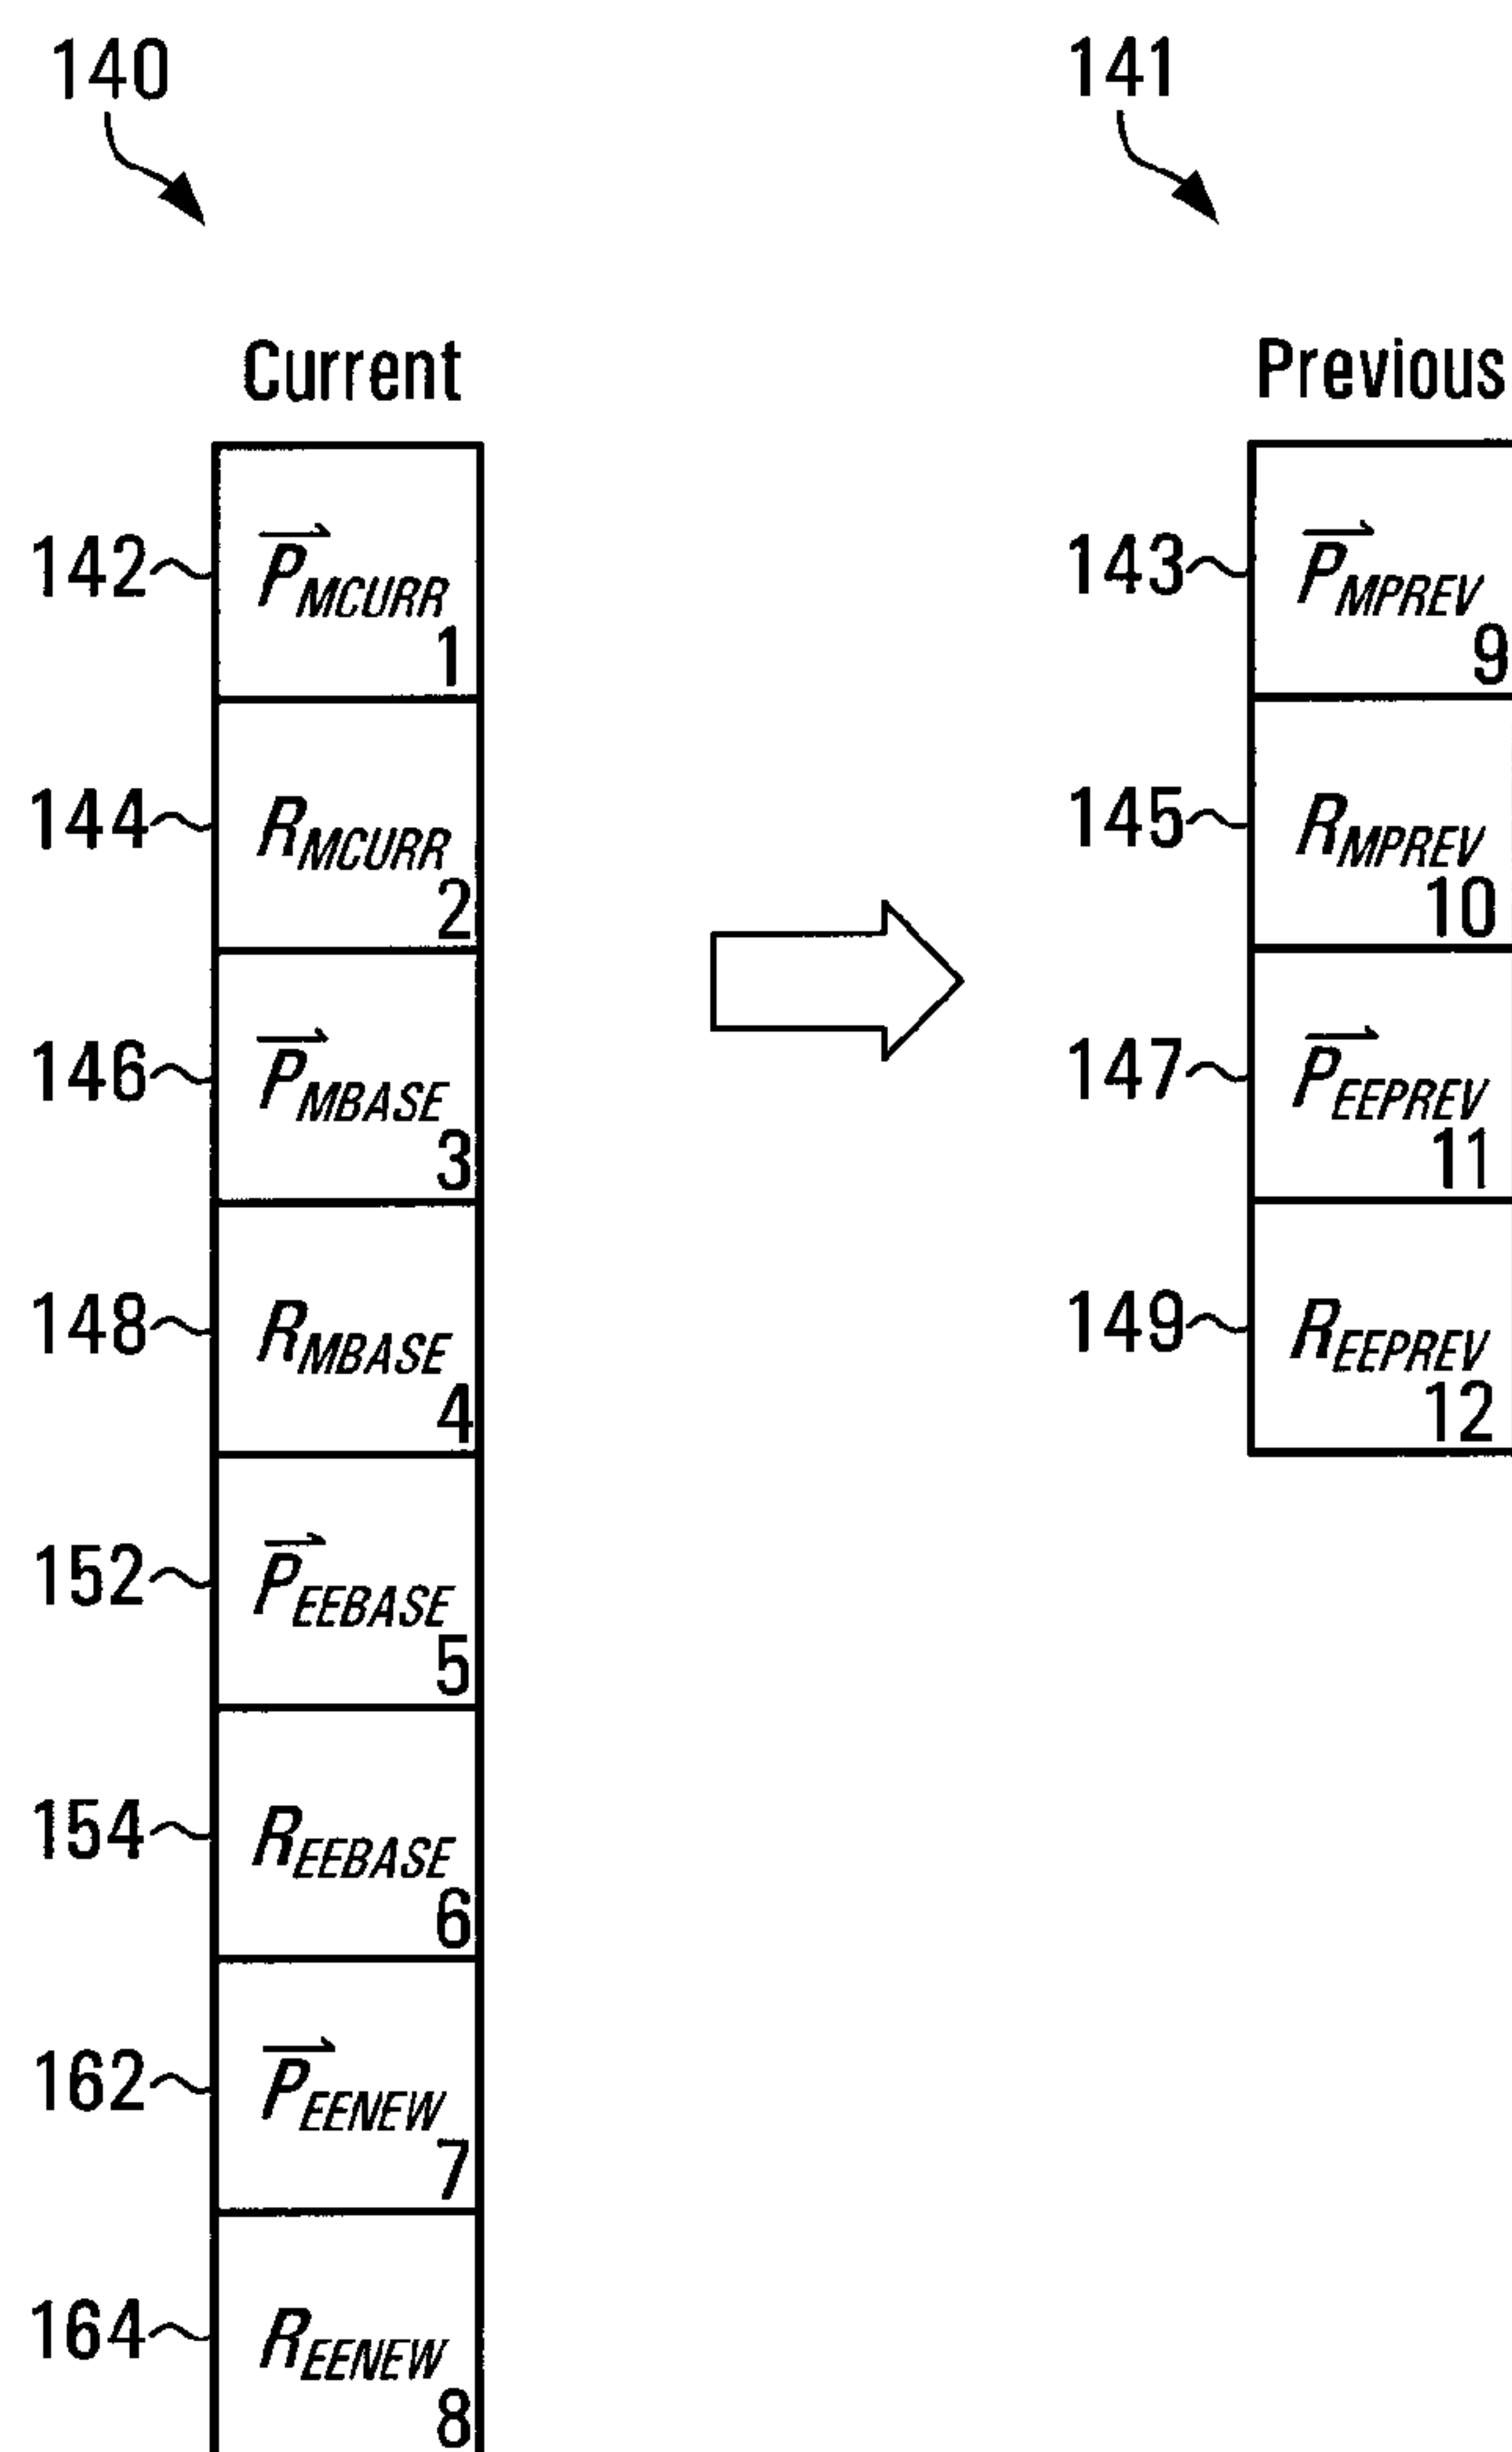 140
141
Current
Previous
142
P⃗MCURR
1
144
RMCURR
2
146
P⃗MBASE
3
148
RMBASE
4
152
P⃗EEBASE
5
154
REEBASE
6
162
P⃗EENEW
7
164
REENEW
8
143
P⃗MPREV
9
145
RMPREV
10
147
P⃗EEPREV
11
149
REEPREV
12